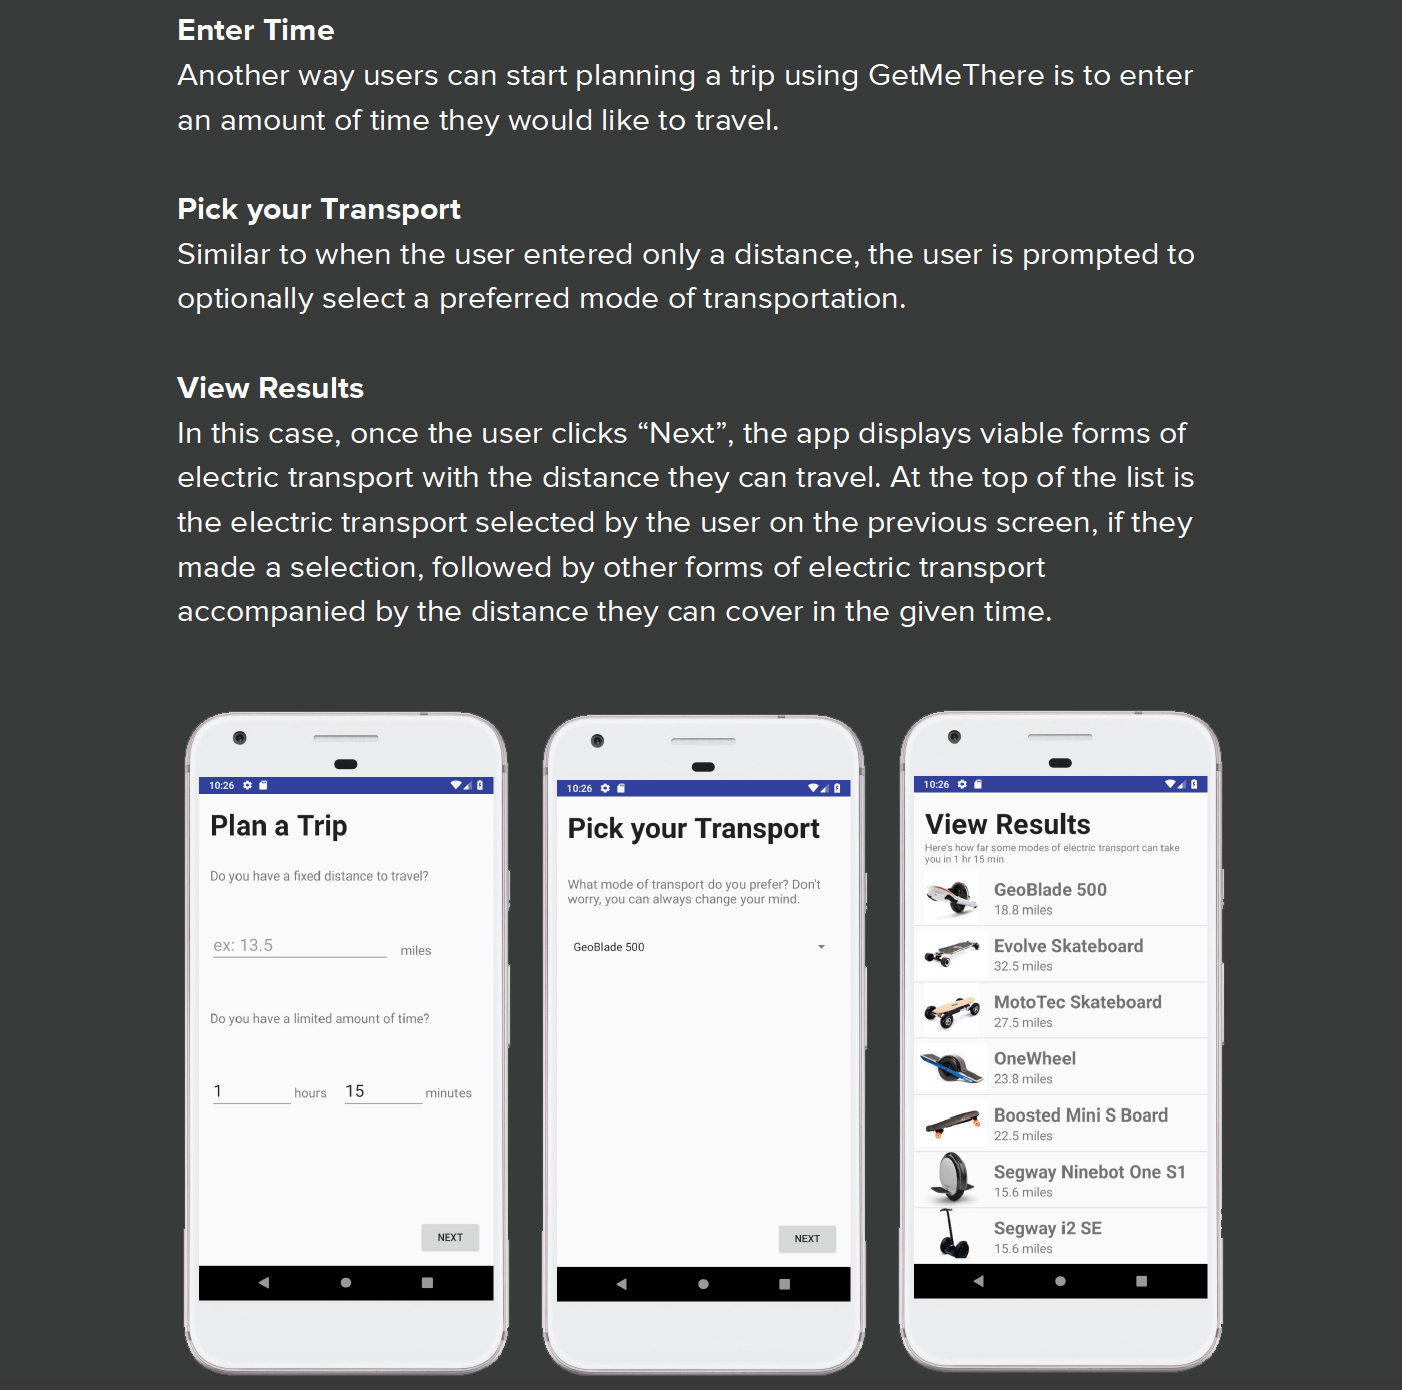 Enter Time
Another way users can start planning a trip using GetMeThere is to enter
an amount of time they would like to travel.
Pick your Transport
Similar to when the user entered only a distance, the user is prompted to
optionally select a preferred mode of transportation.
View Results
In this case, once the user clicks “Next”, the app displays viable forms of
electric transport with the distance they can travel. At the top of the list is
the electric transport selected by the user on the previous screen, if they
made a selection, followed by other forms of electric transport
accompanied by the distance they can cover in the given time.
10:26
Plan a Trip
Do you have a fixed distance to travel?
ex: 13.5 miles
Do you have a limited amount of time?
1 hours 15 minutes
NEXT
10:26
Pick your Transport
What mode of transport do you prefer? Don't
worry, you can always change your mind.
GeoBlade 500
NEXT
10:26
View Results
Here's how far some modes of electric transport can take
you in 1 hr 15 min
GeoBlade 500
18.8 miles
Evolve Skateboard
32.5 miles
MotoTec Skateboard
27.5 miles
OneWheel
23.8 miles
Boosted Mini S Board
22.5 miles
Segway Ninebot One S1
15.6 miles
Segway i2 SE
15.6 miles